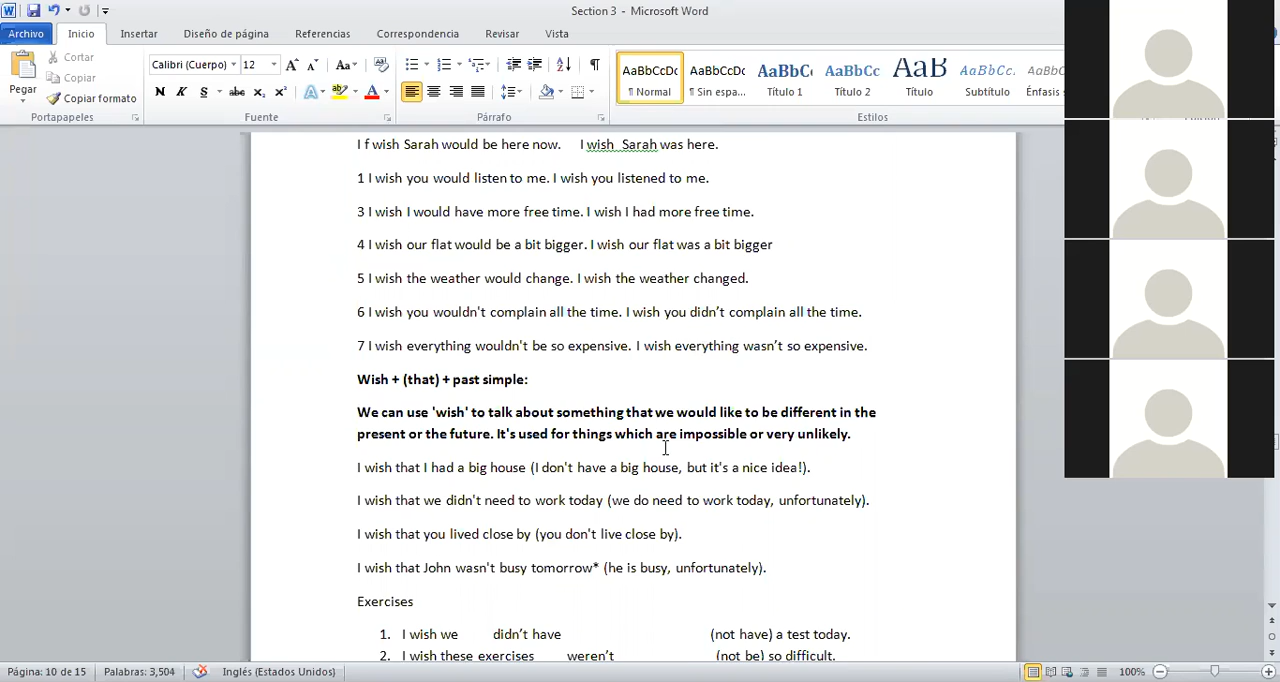 Section 3 - Microsoft Word
Archivo Inicio Insertar Diseño de página Referencias Correspondencia Revisar Vista
Pegar
Cortar
Copiar
Copiar formato
Portapapeles
Calibri (Cuerpo) 12
Fuente
Párrafo
AaBbCcDc AaBbCcDc AaBbC( AaBbCc AaB AaBbCc. AaBbCc
¶ Normal ¶ Sin espa... Título 1 Título 2 Título Subtítulo Énfasis
Estilos
I f wish Sarah would be here now. I wish Sarah was here.
1 I wish you would listen to me. I wish you listened to me.
3 I wish I would have more free time. I wish I had more free time.
4 I wish our flat would be a bit bigger. I wish our flat was a bit bigger
5 I wish the weather would change. I wish the weather changed.
6 I wish you wouldn't complain all the time. I wish you didn’t complain all the time.
7 I wish everything wouldn't be so expensive. I wish everything wasn’t so expensive.
Wish + (that) + past simple:
We can use 'wish' to talk about something that we would like to be different in the
present or the future. It's used for things which are impossible or very unlikely.
I wish that I had a big house (I don't have a big house, but it's a nice idea!).
I wish that we didn't need to work today (we do need to work today, unfortunately).
I wish that you lived close by (you don't live close by).
I wish that John wasn't busy tomorrow* (he is busy, unfortunately).
Exercises
1. I wish we didn’t have (not have) a test today.
2. I wish these exercises weren’t (not be) so difficult.
Página: 10 de 15 Palabras: 3,504 Inglés (Estados Unidos) 100%